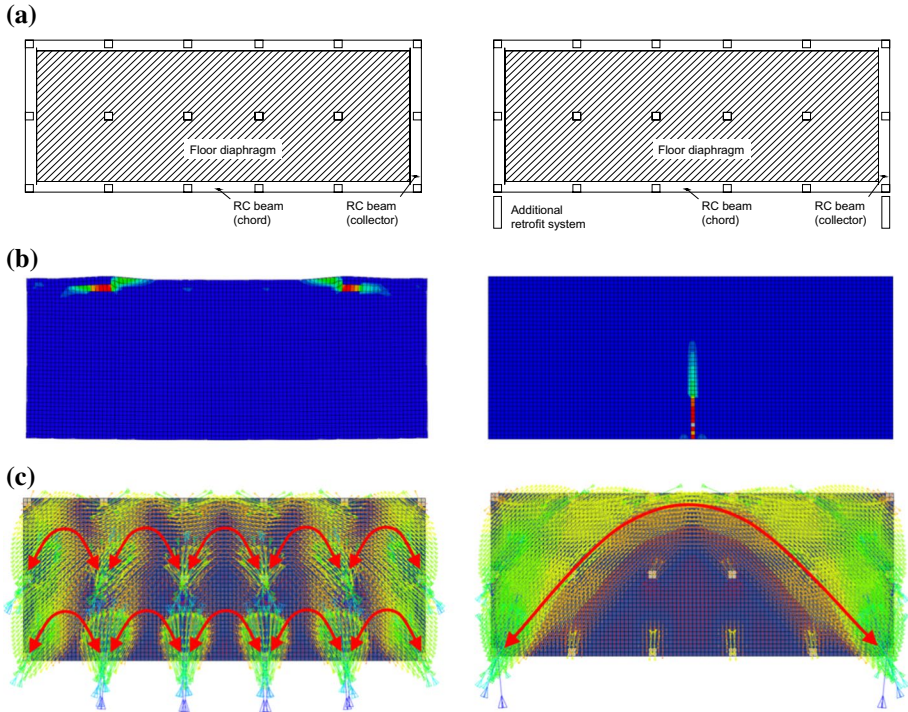 (a)
Floor diaphragm
RC beam
(chord)
RC beam
(collector)
Floor diaphragm
Additional
retrofit system
RC beam
(chord)
RC beam
(collector)
(b)
(c)